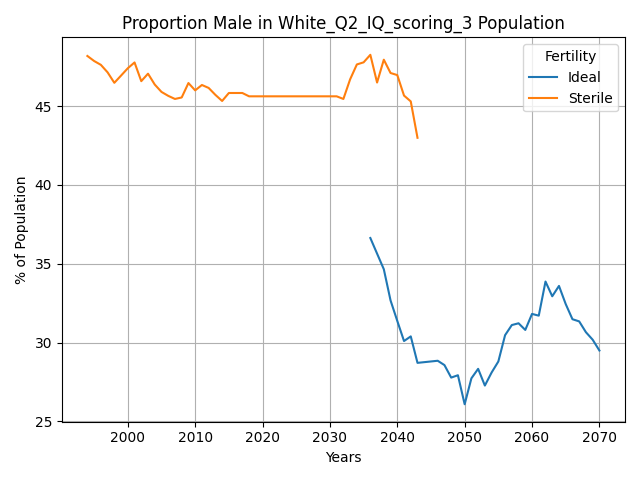 Proportion Male in White_Q2_IQ_scoring_3 Population
Fertility
Ideal
Sterile
% of Population
45
40
35
30
25
2000
2010
2020
2030
2040
2050
2060
2070
Years